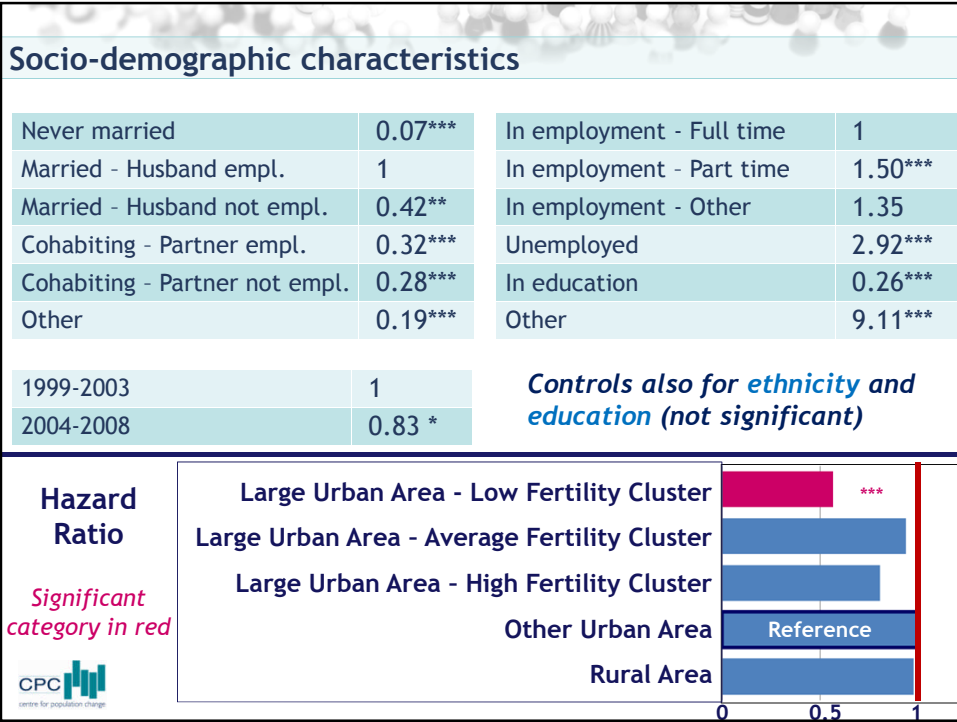 Socio-demographic characteristics
Never married 0.07***
Married – Husband empl. 1
Married – Husband not empl. 0.42**
Cohabiting – Partner empl. 0.32***
Cohabiting – Partner not empl. 0.28***
Other 0.19***
In employment - Full time 1
In employment – Part time 1.50***
In employment - Other 1.35
Unemployed 2.92***
In education 0.26***
Other 9.11***
1999-2003 1
2004-2008 0.83 *
Controls also for ethnicity and
education (not significant)
Hazard
Ratio
Significant
category in red
Large Urban Area - Low Fertility Cluster ***
Large Urban Area – Average Fertility Cluster
Large Urban Area – High Fertility Cluster
Other Urban Area Reference
Rural Area
0 0.5 1
CPC
centre for population change